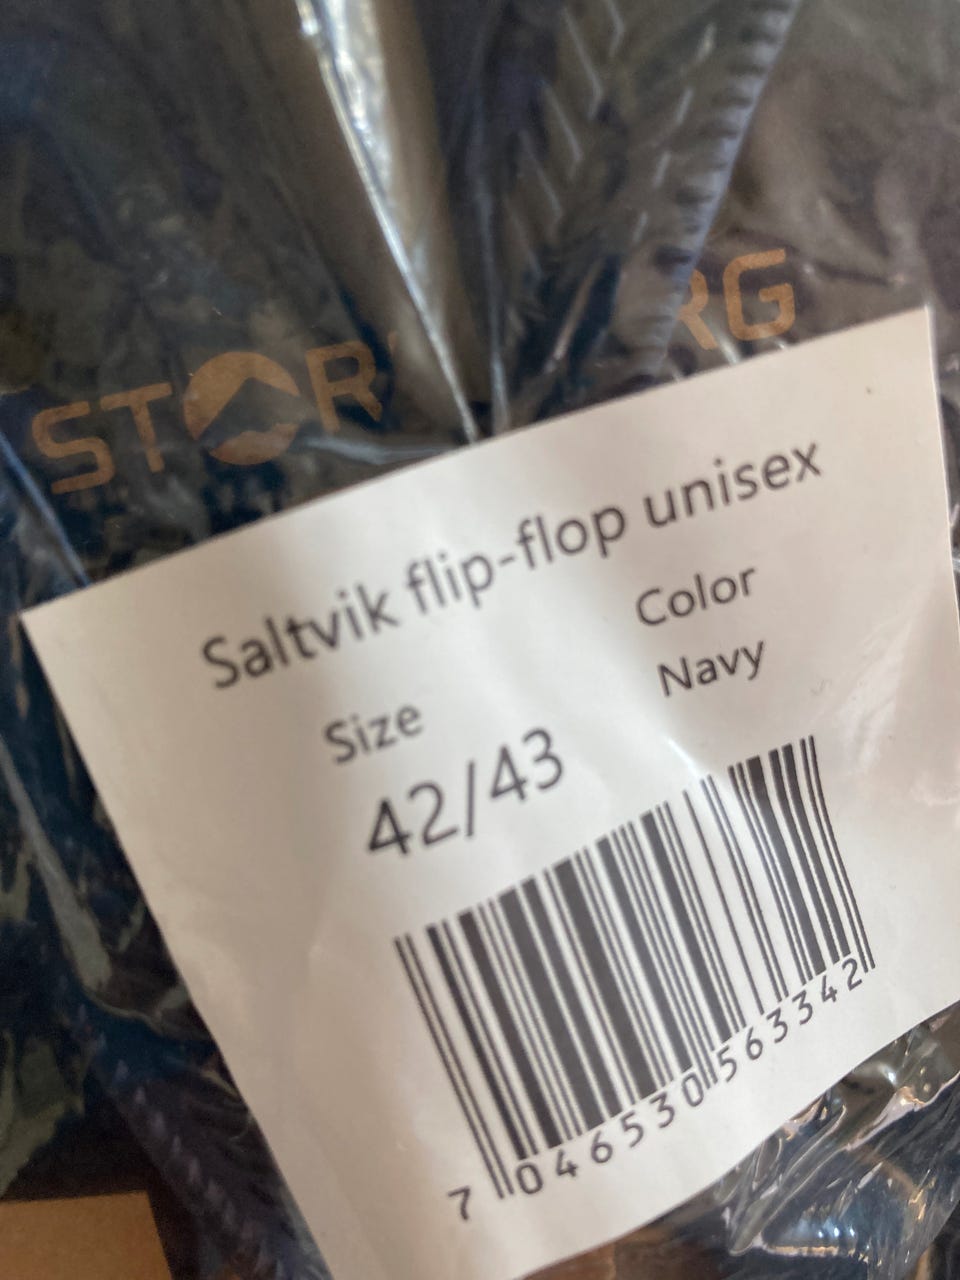 Saltvik flip-flop unisex
Size Color
42/43 Navy
7 046530 563342